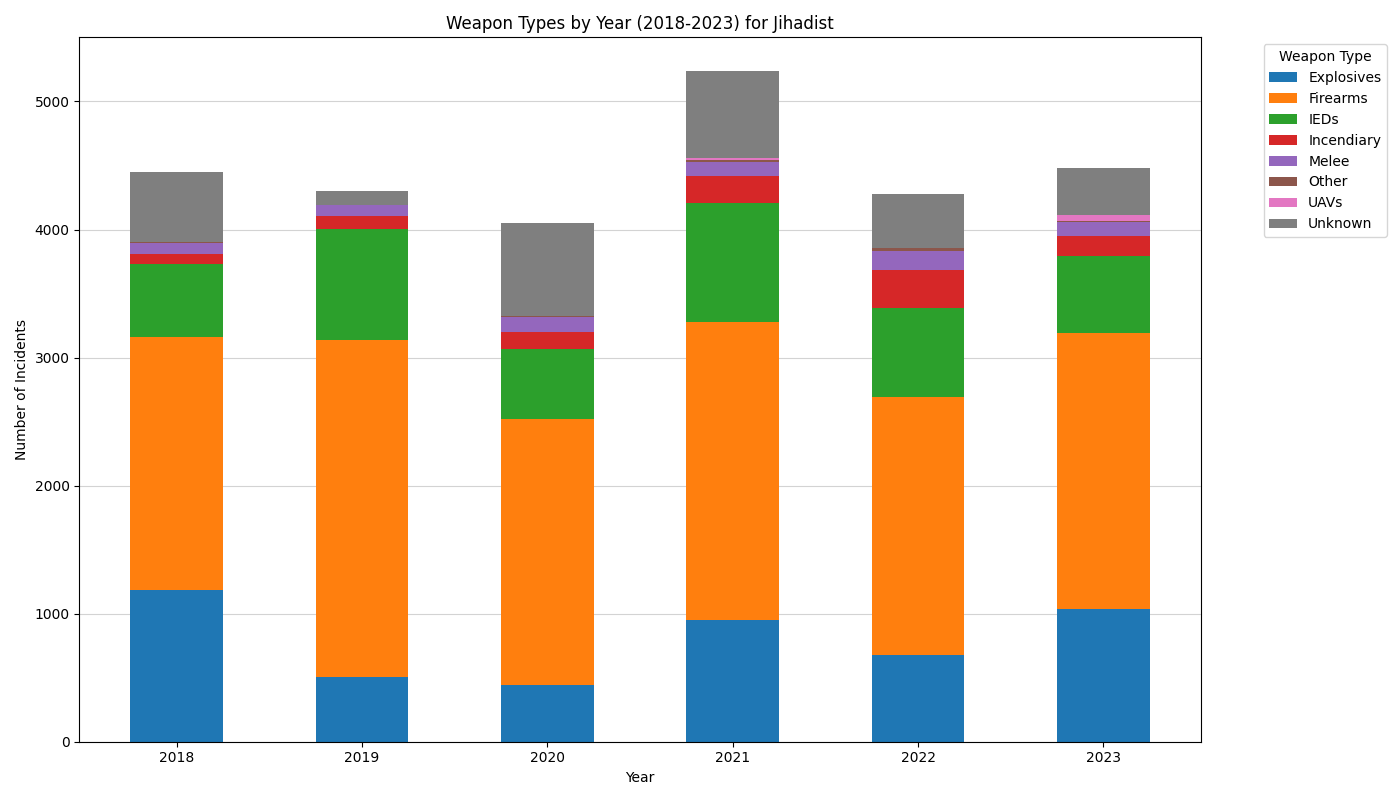 Weapon Types by Year (2018-2023) for Jihadist
Number of Incidents
5000
4000
3000
2000
1000
0
2018 2019 2020 2021 2022 2023
Year
Weapon Type
Explosives
Firearms
IEDs
Incendiary
Melee
Other
UAVs
Unknown